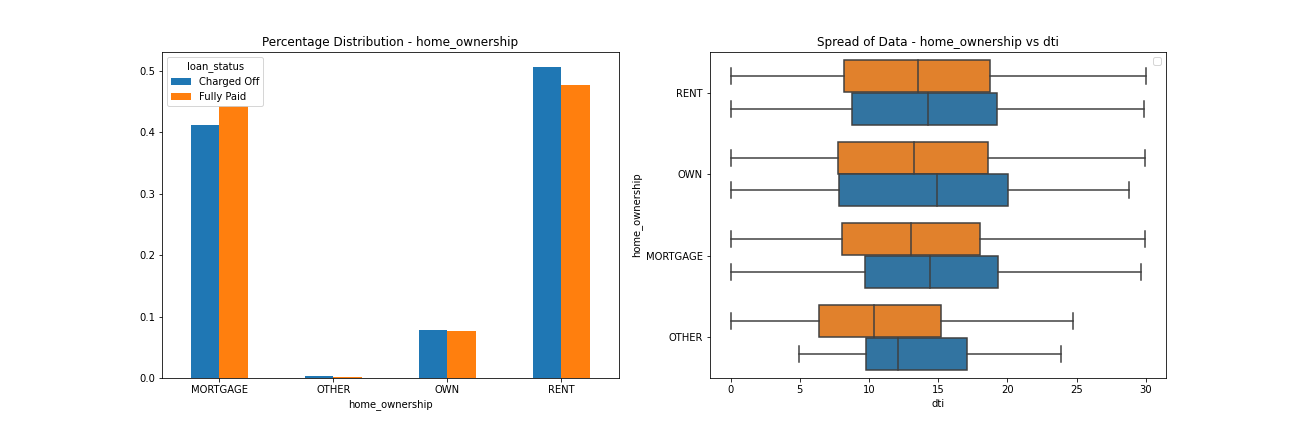 Percentage Distribution - home_ownership
loan_status
Charged Off
Fully Paid
0.5
0.4
0.3
0.2
0.1
0.0
MORTGAGE
OTHER
OWN
RENT
home_ownership
Spread of Data - home_ownership vs dti
home_ownership
RENT
OWN
MORTGAGE
OTHER
0
5
10
15
20
25
30
dti